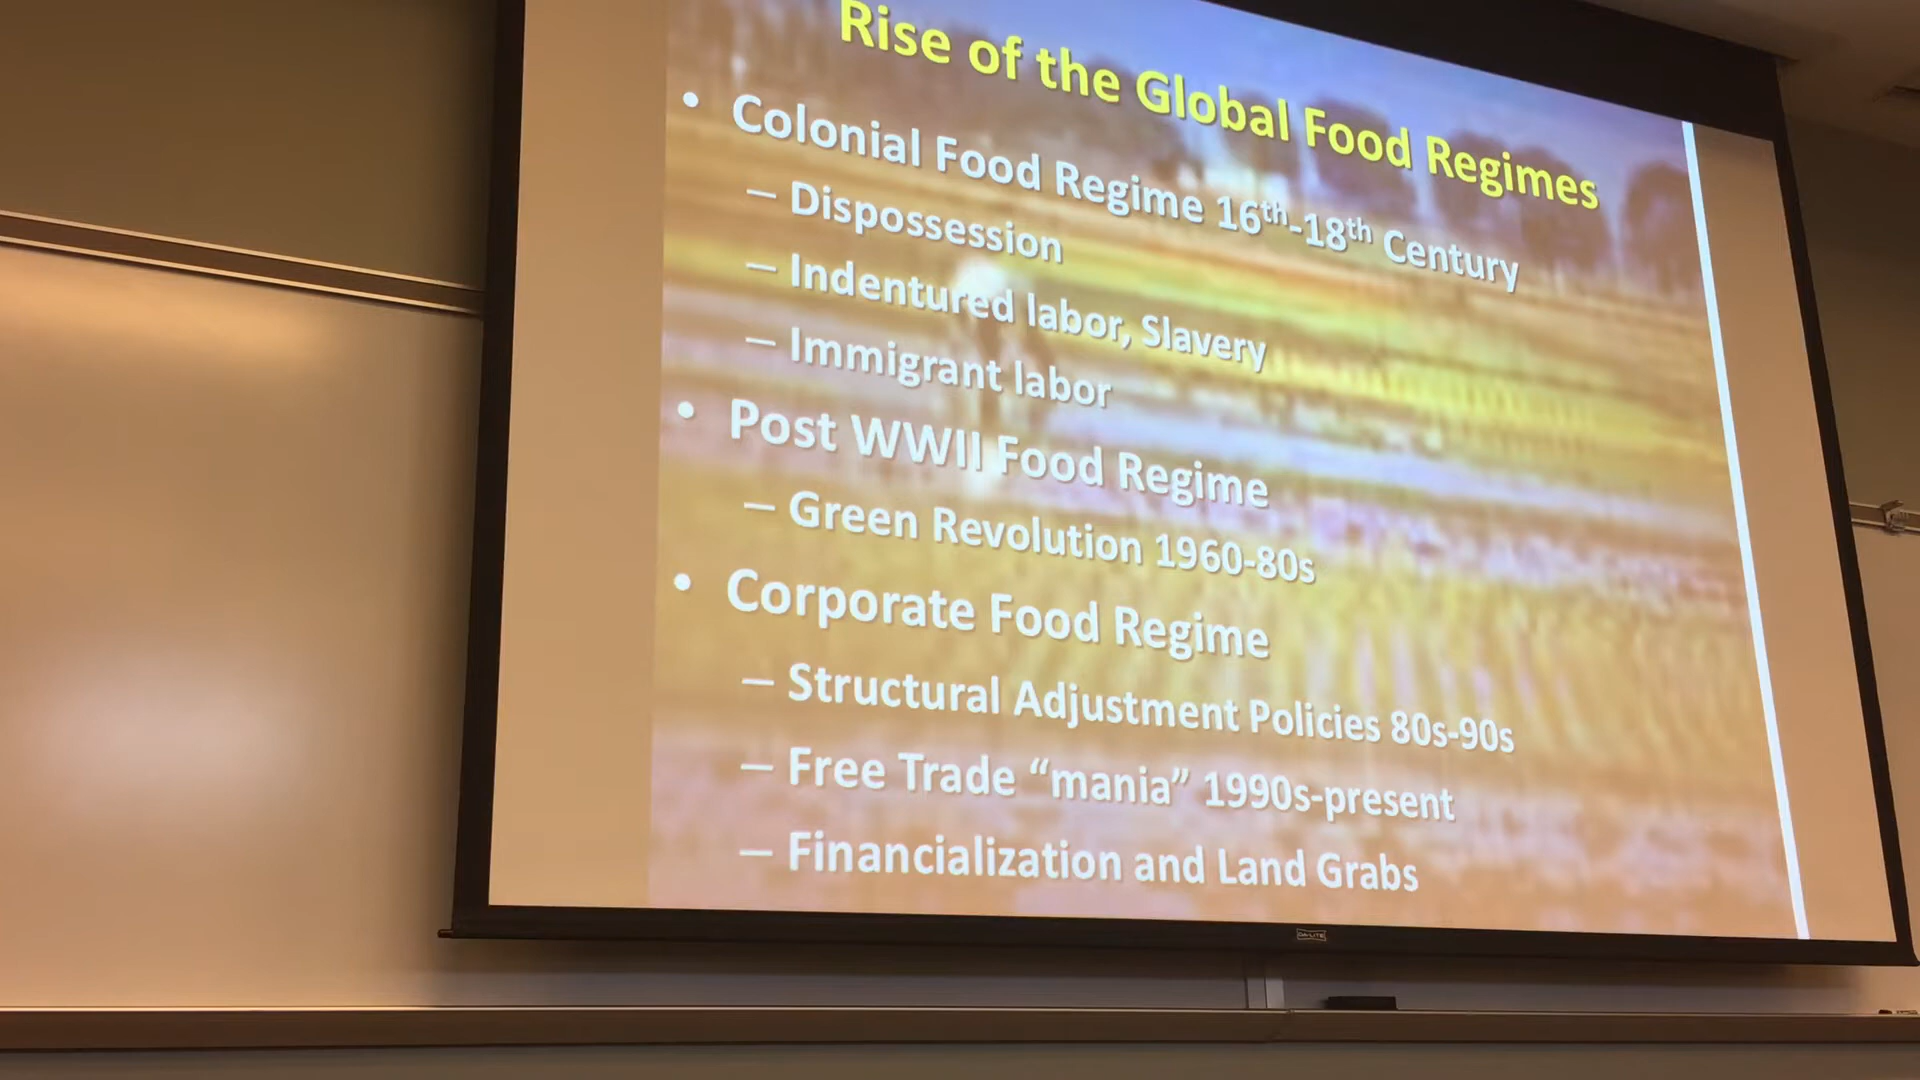 Rise of the Global Food Regimes
• Colonial Food Regime 16th-18th Century
– Dispossession
– Indentured labor, Slavery
– Immigrant labor
• Post WWII Food Regime
– Green Revolution 1960-80s
• Corporate Food Regime
– Structural Adjustment Policies 80s-90s
– Free Trade “mania” 1990s-present
– Financialization and Land Grabs
DA-LITE